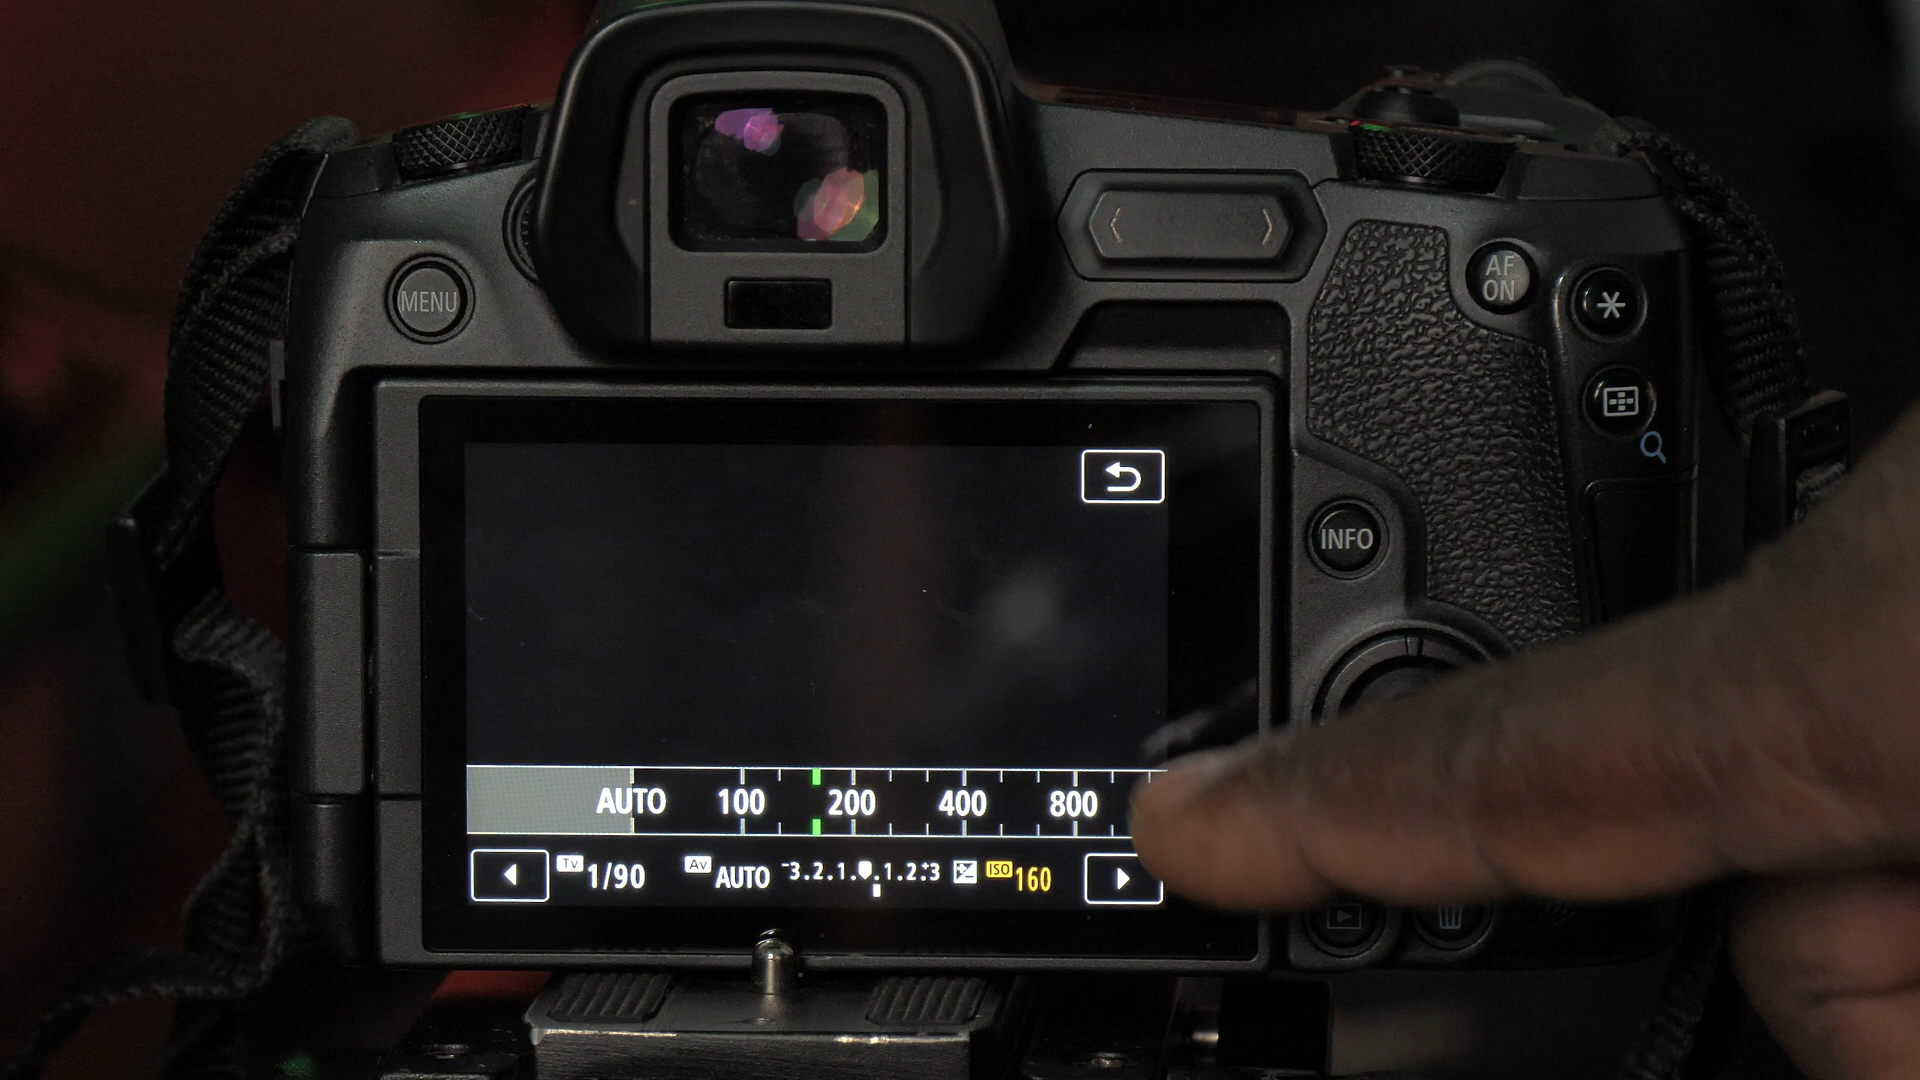 MENU
AF
ON
INFO
AUTO 100 200 400 800
Tv 1/90 Av AUTO -3.2.1. .1.2.+3 ISO 160